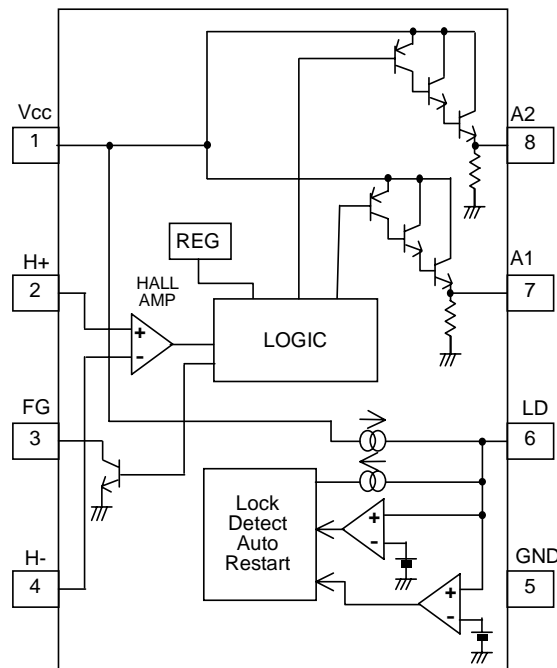 Vcc
1
A2
8
REG
H+
2
HALL
AMP
+
-
LOGIC
A1
7
FG
3
LD
6
Lock
Detect
Auto
Restart
+
-
H-
4
GND
5
+
-